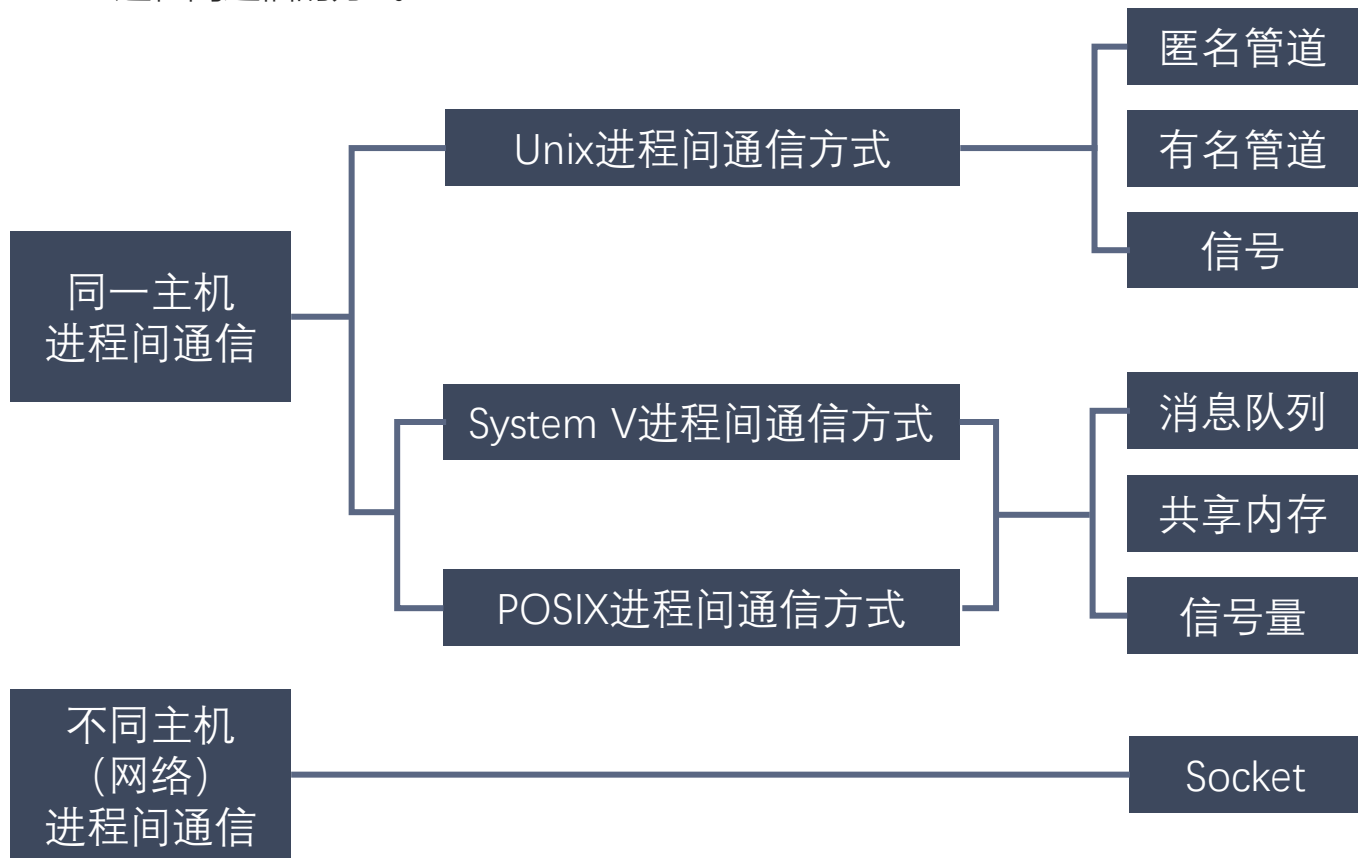 Unix进程间通信方式
匿名管道
有名管道
信号
同一主机
进程间通信
System V进程间通信方式
POSIX进程间通信方式
消息队列
共享内存
信号量
不同主机
（网络）
进程间通信
Socket